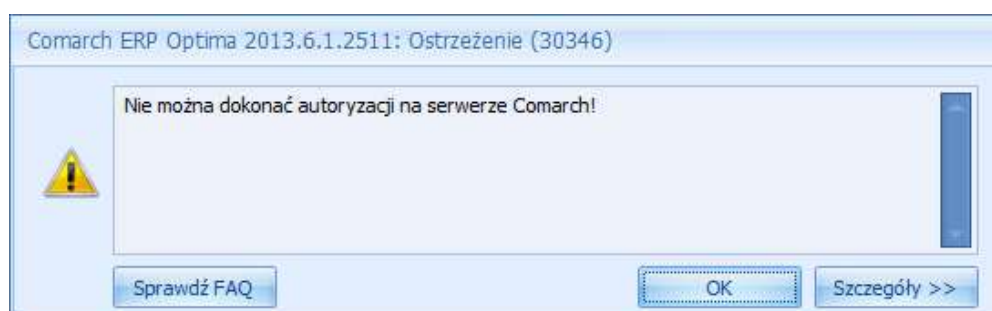 Comarch ERP Optima 2013.6.1.2511: Ostrzeżenie (30346)
Nie można dokonać autoryzacji na serwerze Comarch!
Sprawdź FAQ
OK
Szczegóły >>